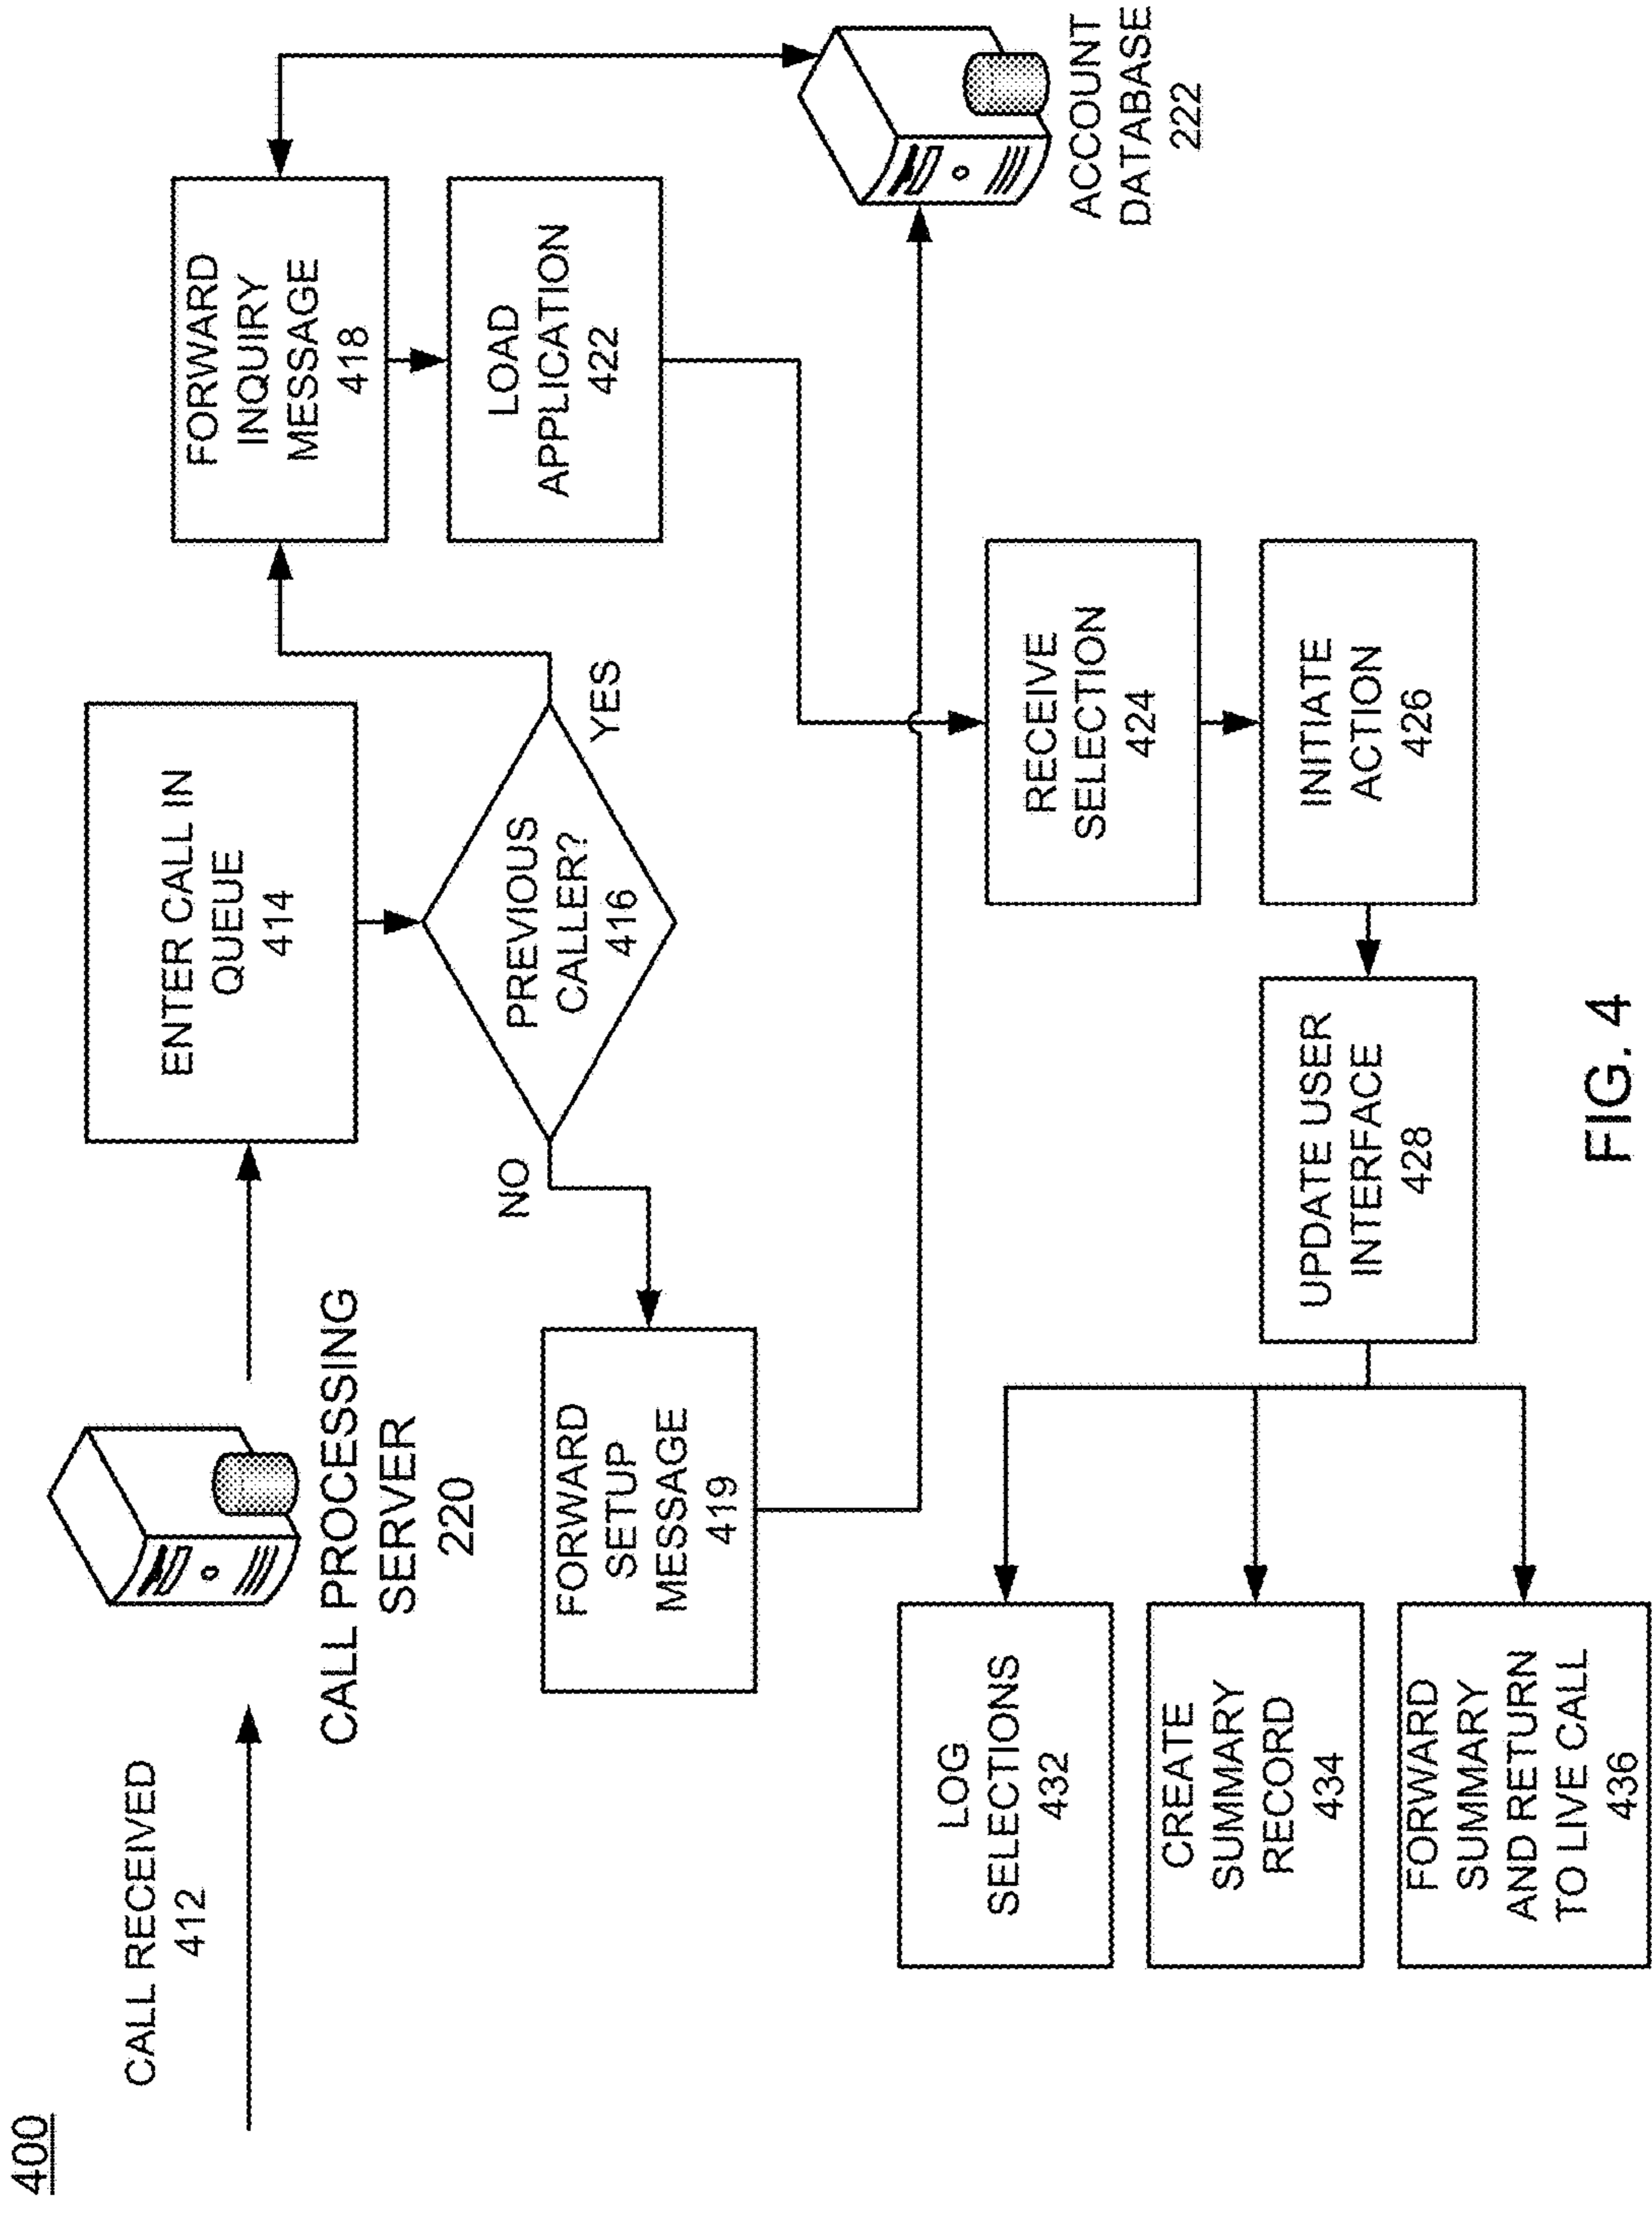 400
CALL RECEIVED
412
CALL PROCESSING
SERVER
220
ENTER CALL IN
QUEUE
414
PREVIOUS
CALLER?
416
NO
YES
FORWARD
INQUIRY
MESSAGE
418
LOAD
APPLICATION
422
FORWARD
SETUP
MESSAGE
419
ACCOUNT
DATABASE
222
RECEIVE
SELECTION
424
INITIATE
ACTION
426
UPDATE USER
INTERFACE
428
LOG
SELECTIONS
432
CREATE
SUMMARY
RECORD
434
FORWARD
SUMMARY
AND RETURN
TO LIVE CALL
436
FIG. 4